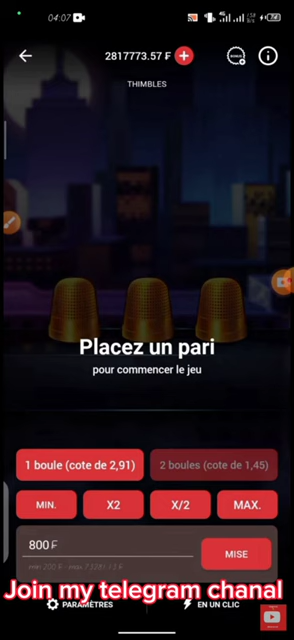 04:07
2817773.57 ₣
THIMBLES
Placez un pari
pour commencer le jeu
1 boule (cote de 2,91)
2 boules (cote de 1,45)
MIN.
X2
X/2
MAX.
800 ₣
MISE
Join my telegram chanal
PARAMÈTRES
EN UN CLIC